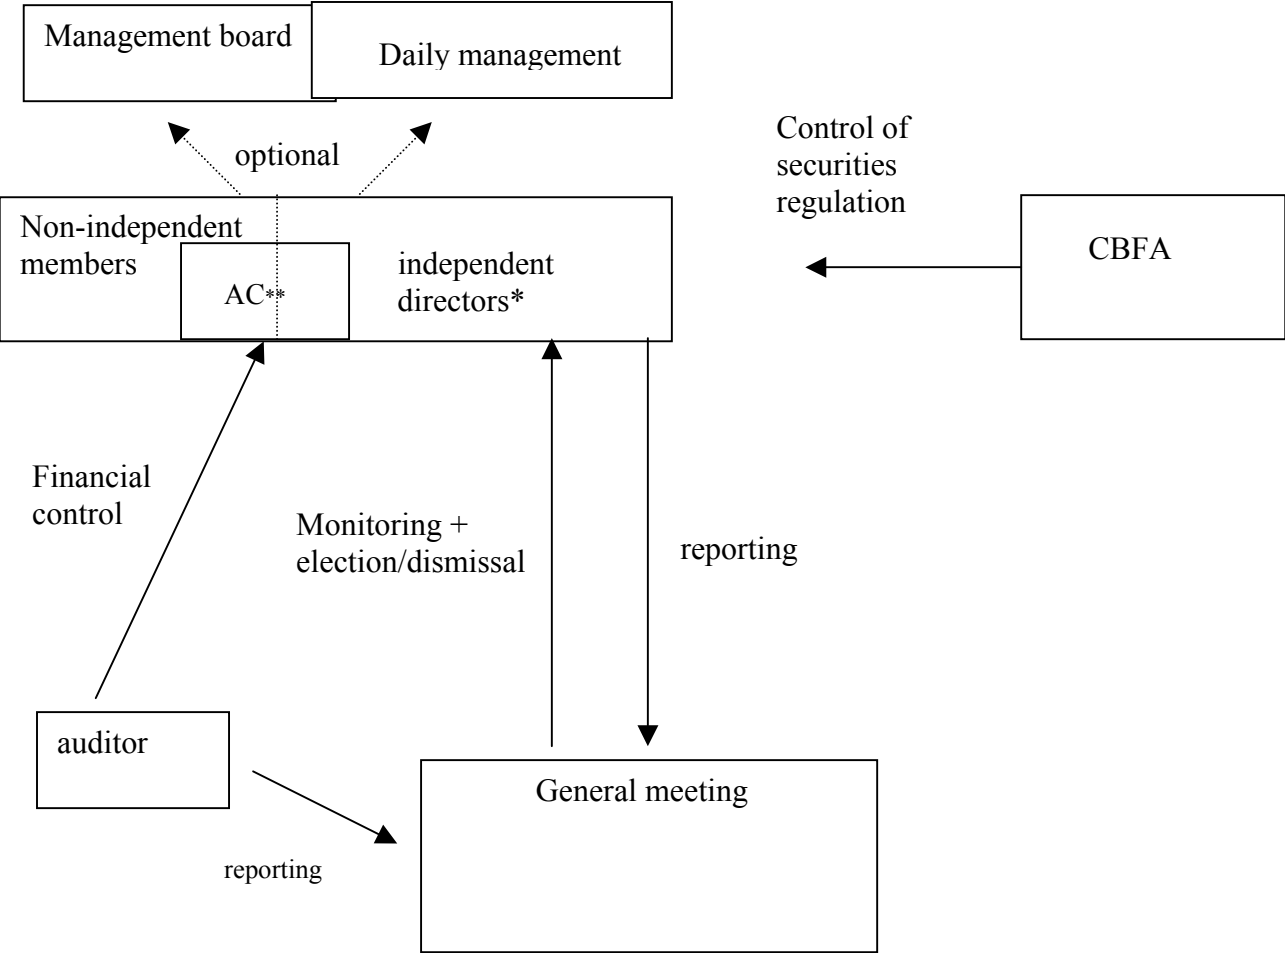 Management board
Daily management
optional
Control of
securities
regulation
Non-independent
members
AC**
independent
directors*
CBFA
Financial
control
Monitoring +
election/dismissal
reporting
auditor
General meeting
reporting